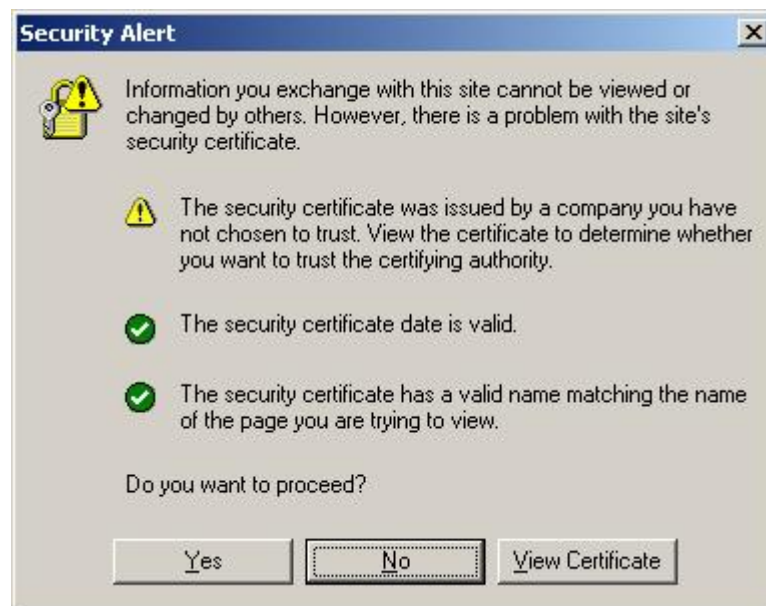 Security Alert
Information you exchange with this site cannot be viewed or
changed by others. However, there is a problem with the site's
security certificate.
The security certificate was issued by a company you have
not chosen to trust. View the certificate to determine whether
you want to trust the certifying authority.
The security certificate date is valid.
The security certificate has a valid name matching the name
of the page you are trying to view.
Do you want to proceed?
Yes No View Certificate